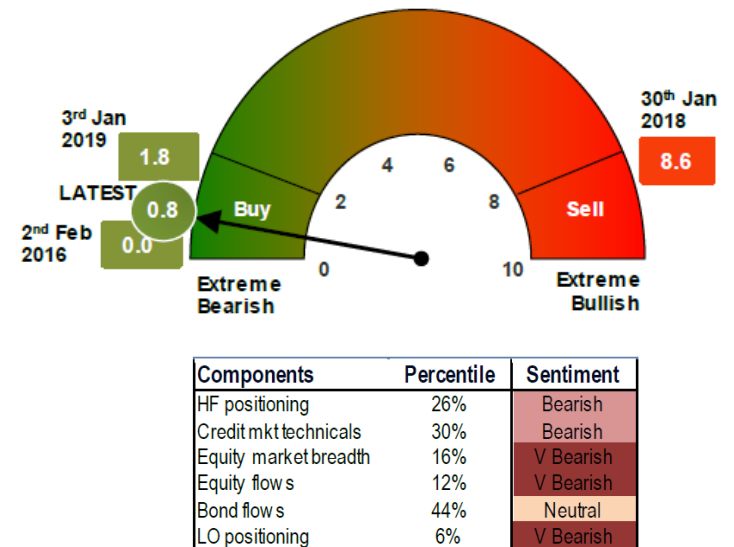 3rd Jan
2019
1.8
LATEST
0.8
2nd Feb
2016
0.0
Buy
0
2
4
6
8
10
Sell
30th Jan
2018
8.6
Extreme
Bearish
Extreme
Bullish
Components Percentile Sentiment
HF positioning 26% Bearish
Credit mkt technicals 30% Bearish
Equity market breadth 16% V Bearish
Equity flows 12% V Bearish
Bond flows 44% Neutral
LO positioning 6% V Bearish